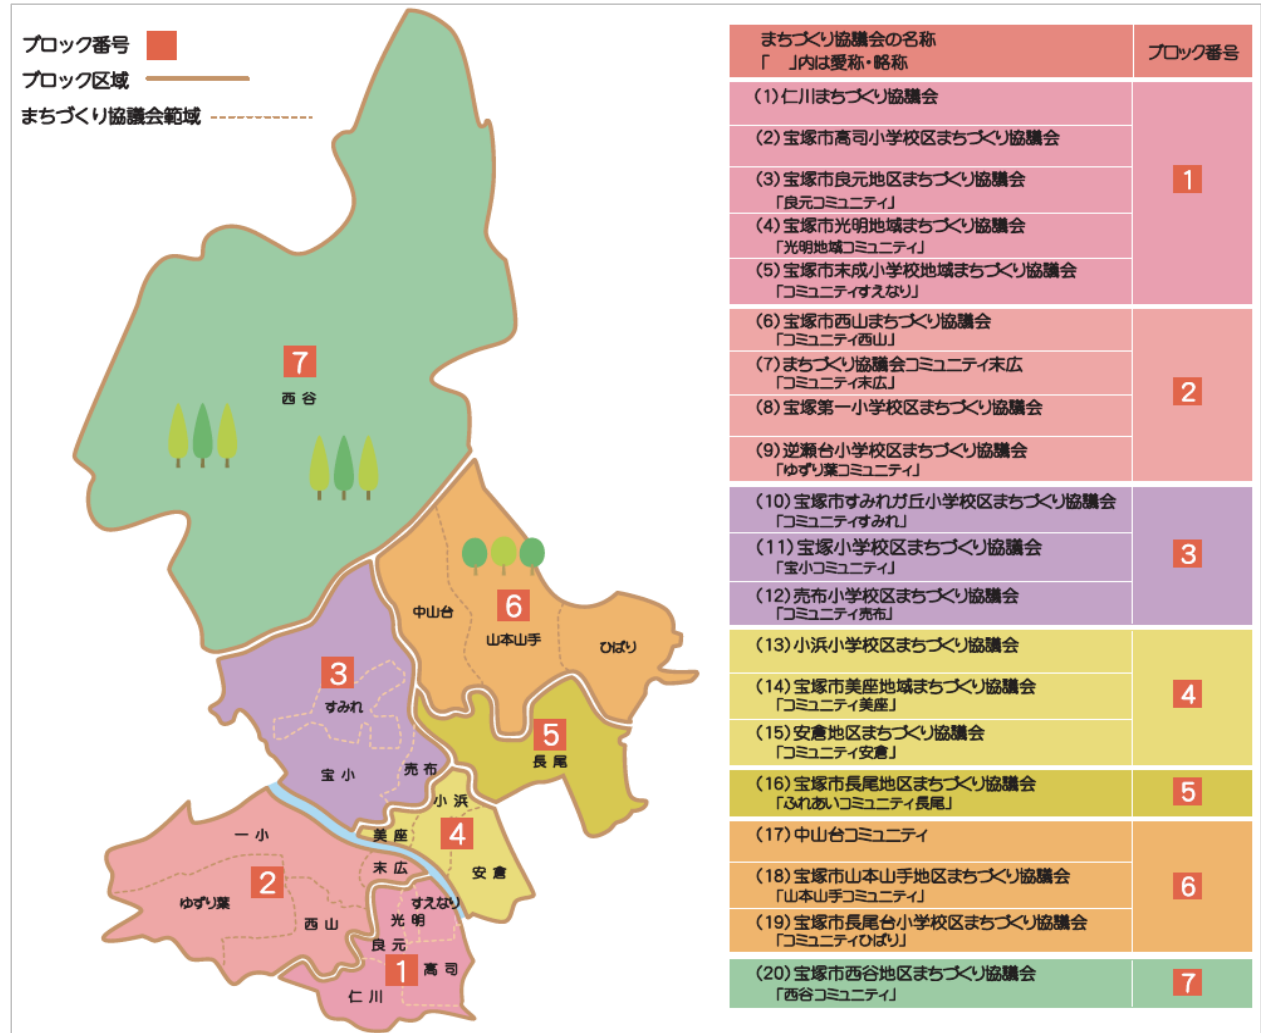 ブロック番号
ブロック区域
まちづくり協議会範域
7
西谷
中山台
6
山本山手
ひばり
3
すみれ
宝小
売布
5
長尾
小浜
美座
4
安倉
一小
末広
2
ゆずり葉
西山
すえなり
光明
良元
1
高司
仁川
まちづくり協議会の名称
「　」内は愛称・略称
ブロック番号
(1)仁川まちづくり協議会
(2)宝塚市高司小学校区まちづくり協議会
(3)宝塚市良元地区まちづくり協議会
「良元コミュニティ」
(4)宝塚市光明地域まちづくり協議会
「光明地域コミュニティ」
(5)宝塚市末成小学校地域まちづくり協議会
「コミュニティすえなり」
1
(6)宝塚市西山まちづくり協議会
「コミュニティ西山」
(7)まちづくり協議会コミュニティ末広
「コミュニティ末広」
(8)宝塚第一小学校区まちづくり協議会
(9)逆瀬台小学校区まちづくり協議会
「ゆずり葉コミュニティ」
2
(10)宝塚市すみれガ丘小学校区まちづくり協議会
「コミュニティすみれ」
(11)宝塚小学校区まちづくり協議会
「宝小コミュニティ」
(12)売布小学校区まちづくり協議会
「コミュニティ売布」
3
(13)小浜小学校区まちづくり協議会
(14)宝塚市美座地域まちづくり協議会
「コミュニティ美座」
(15)安倉地区まちづくり協議会
「コミュニティ安倉」
4
(16)宝塚市長尾地区まちづくり協議会
「ふれあいコミュニティ長尾」
5
(17)中山台コミュニティ
(18)宝塚市山本山手地区まちづくり協議会
「山本山手コミュニティ」
(19)宝塚市長尾台小学校区まちづくり協議会
「コミュニティひばり」
6
(20)宝塚市西谷地区まちづくり協議会
「西谷コミュニティ」
7